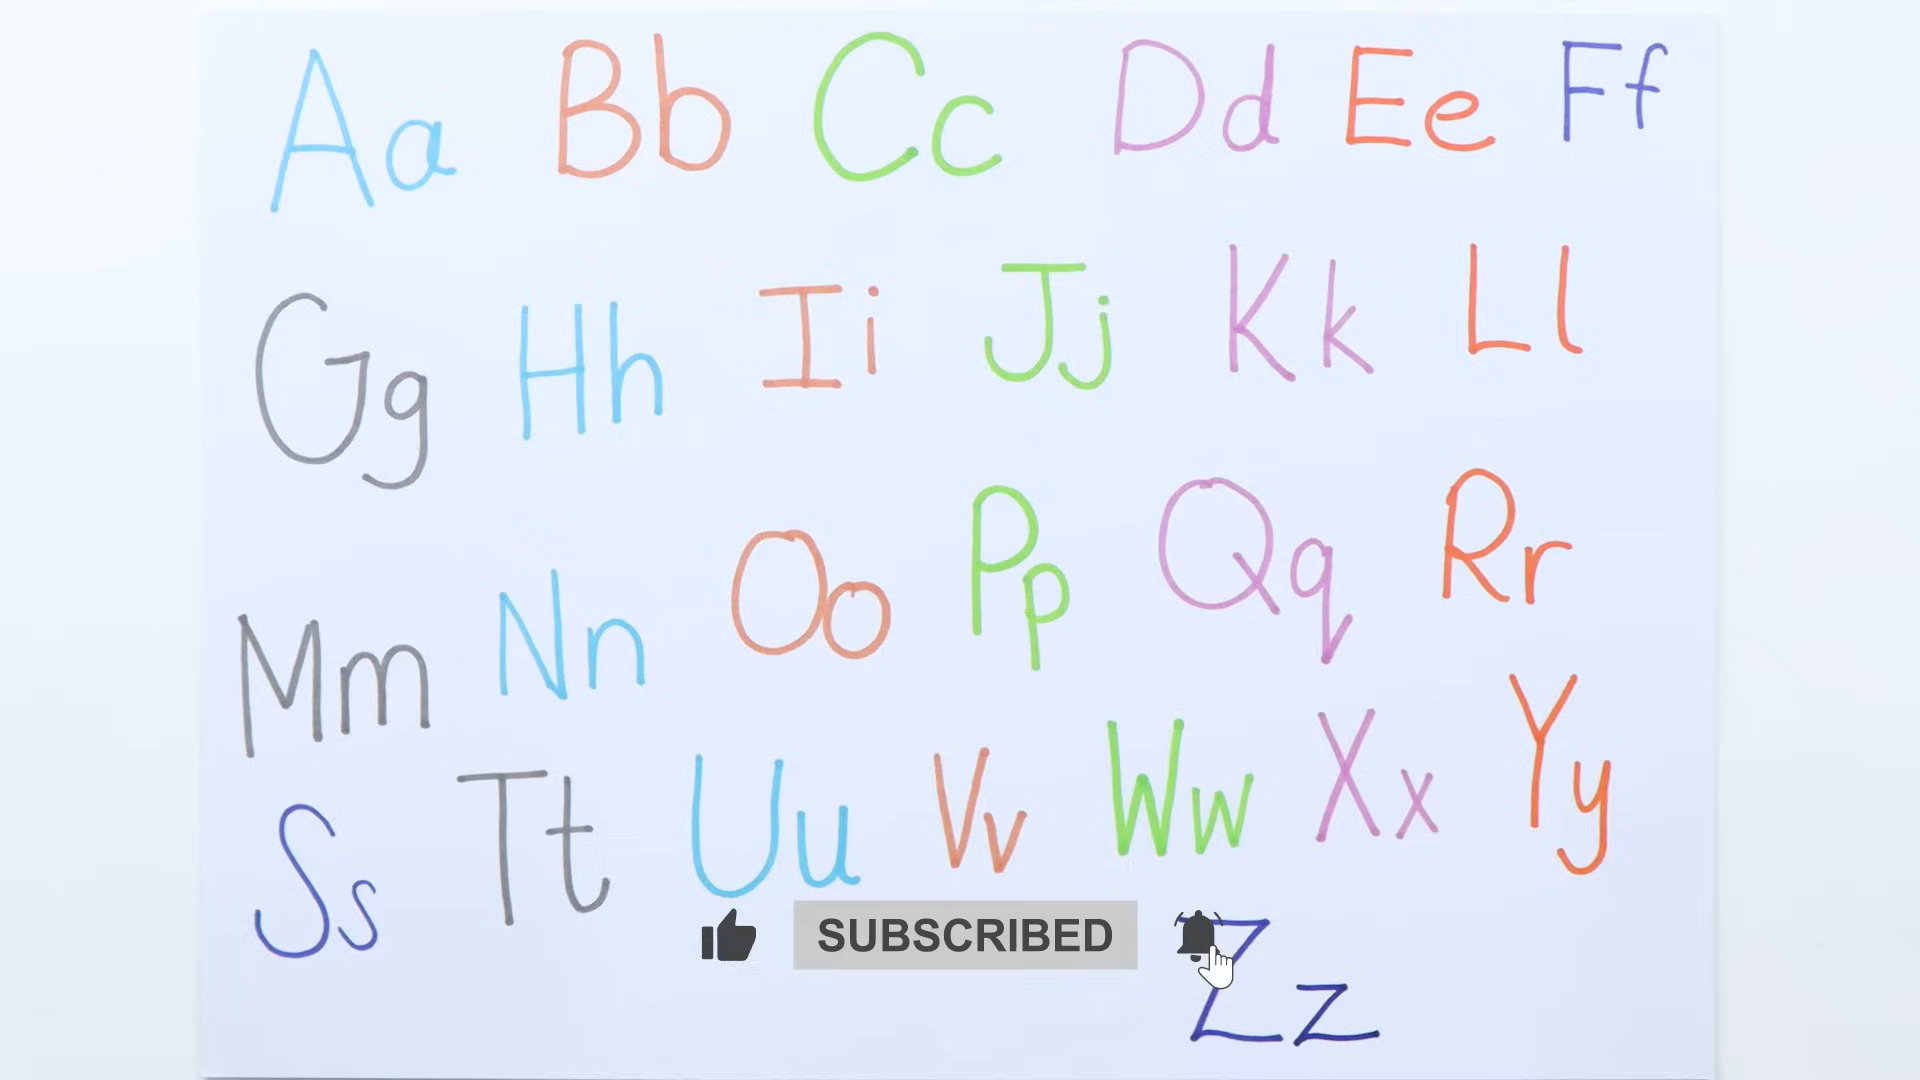 Aa Bb Cc Dd Ee Ff
Gg Hh Ii Jj Kk Ll
Mm Nn Oo Pp Qq Rr
Ss Tt Uu Vv Ww Xx Yy
SUBSCRIBED
Zz